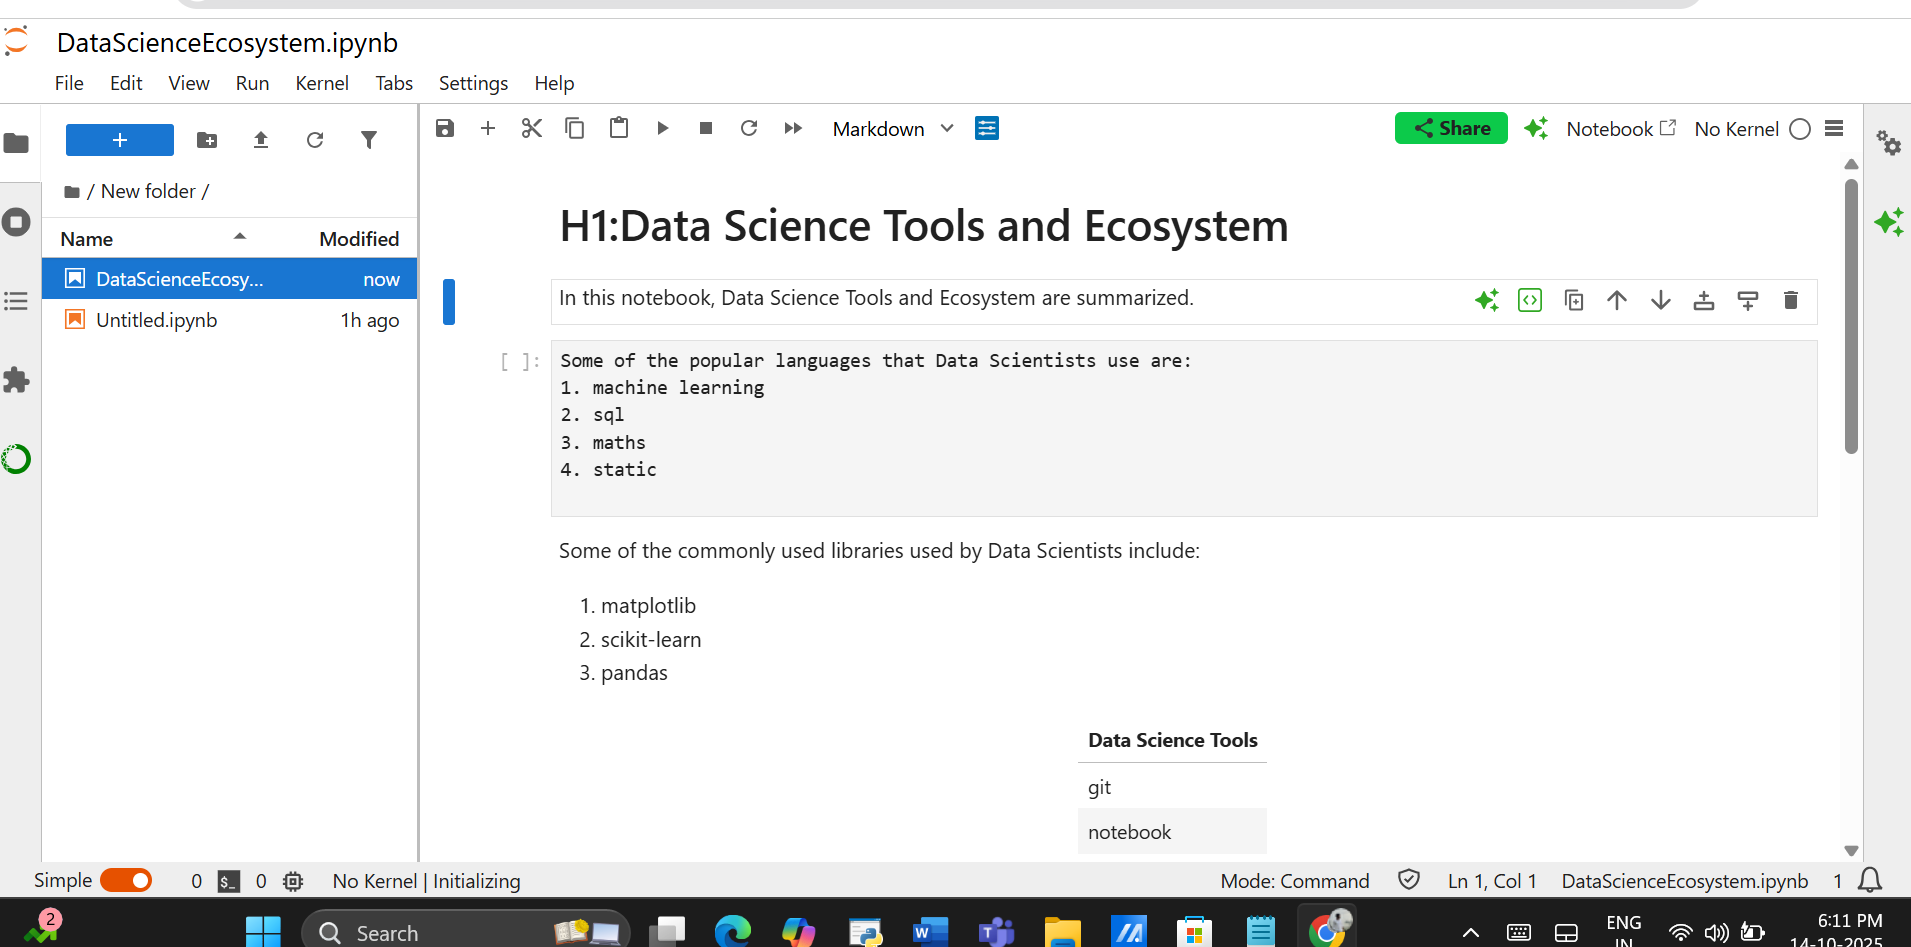 DataScienceEcosystem.ipynb
File Edit View Run Kernel Tabs Settings Help
+
Markdown
Share
Notebook
No Kernel
/ New folder /
Name Modified
DataScienceEcosy... now
Untitled.ipynb 1h ago
H1:Data Science Tools and Ecosystem
In this notebook, Data Science Tools and Ecosystem are summarized.
[ ]: Some of the popular languages that Data Scientists use are:
1. machine learning
2. sql
3. maths
4. static
Some of the commonly used libraries used by Data Scientists include:
1. matplotlib
2. scikit-learn
3. pandas
Data Science Tools
git
notebook
Simple 0 $_ 0 No Kernel | Initializing Mode: Command Ln 1, Col 1 DataScienceEcosystem.ipynb 1
2 Search ENG 6:11 PM
IN 14-10-2025